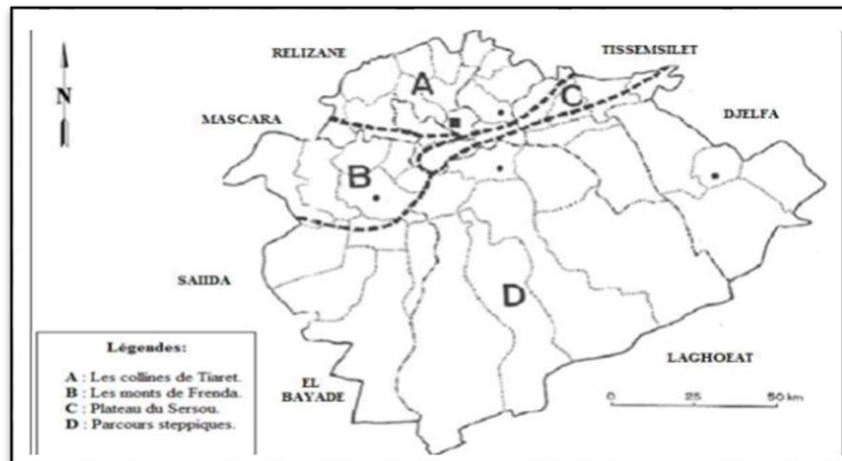 RELIZANE
TISSEMSILET
N
A
C
MASCARA
DJELFA
B
SAIIDA
D
Légendes:
A : Les collines de Tiaret.
B : Les monts de Frenda.
C : Plateau du Sersou.
D : Parcours steppiques.
EL
BAYADE
LAGHOEAT
0 25 50 km